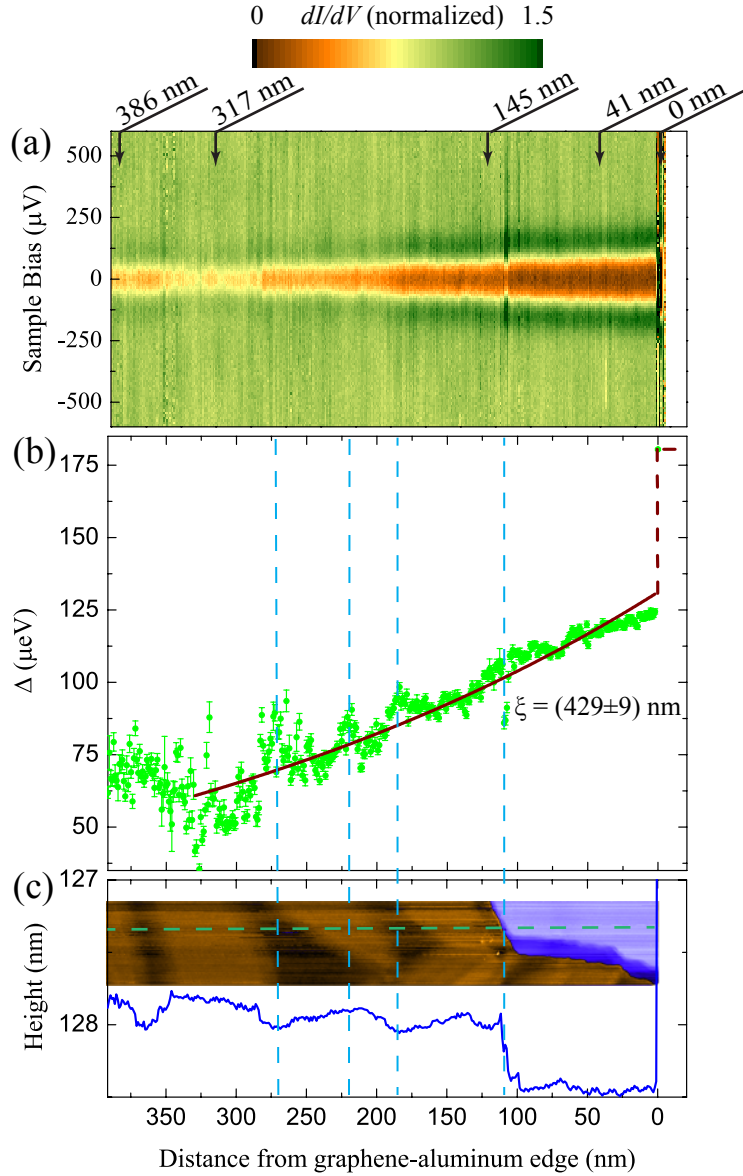 0 dI/dV (normalized) 1.5
386 nm
317 nm
145 nm
41 nm
0 nm
(a)
500
250
0
-250
-500
Sample Bias (µV)
(b)
175
150
125
100
75
50
Δ (µeV)
ξ = (429±9) nm
(c)
127
128
Height (nm)
350 300 250 200 150 100 50 0
Distance from graphene-aluminum edge (nm)